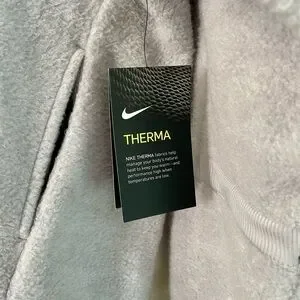 THERMA
NIKE THERMA fabrics help
manage your body's natural
heat to keep you warm—and
performance high when
temperatures are low.